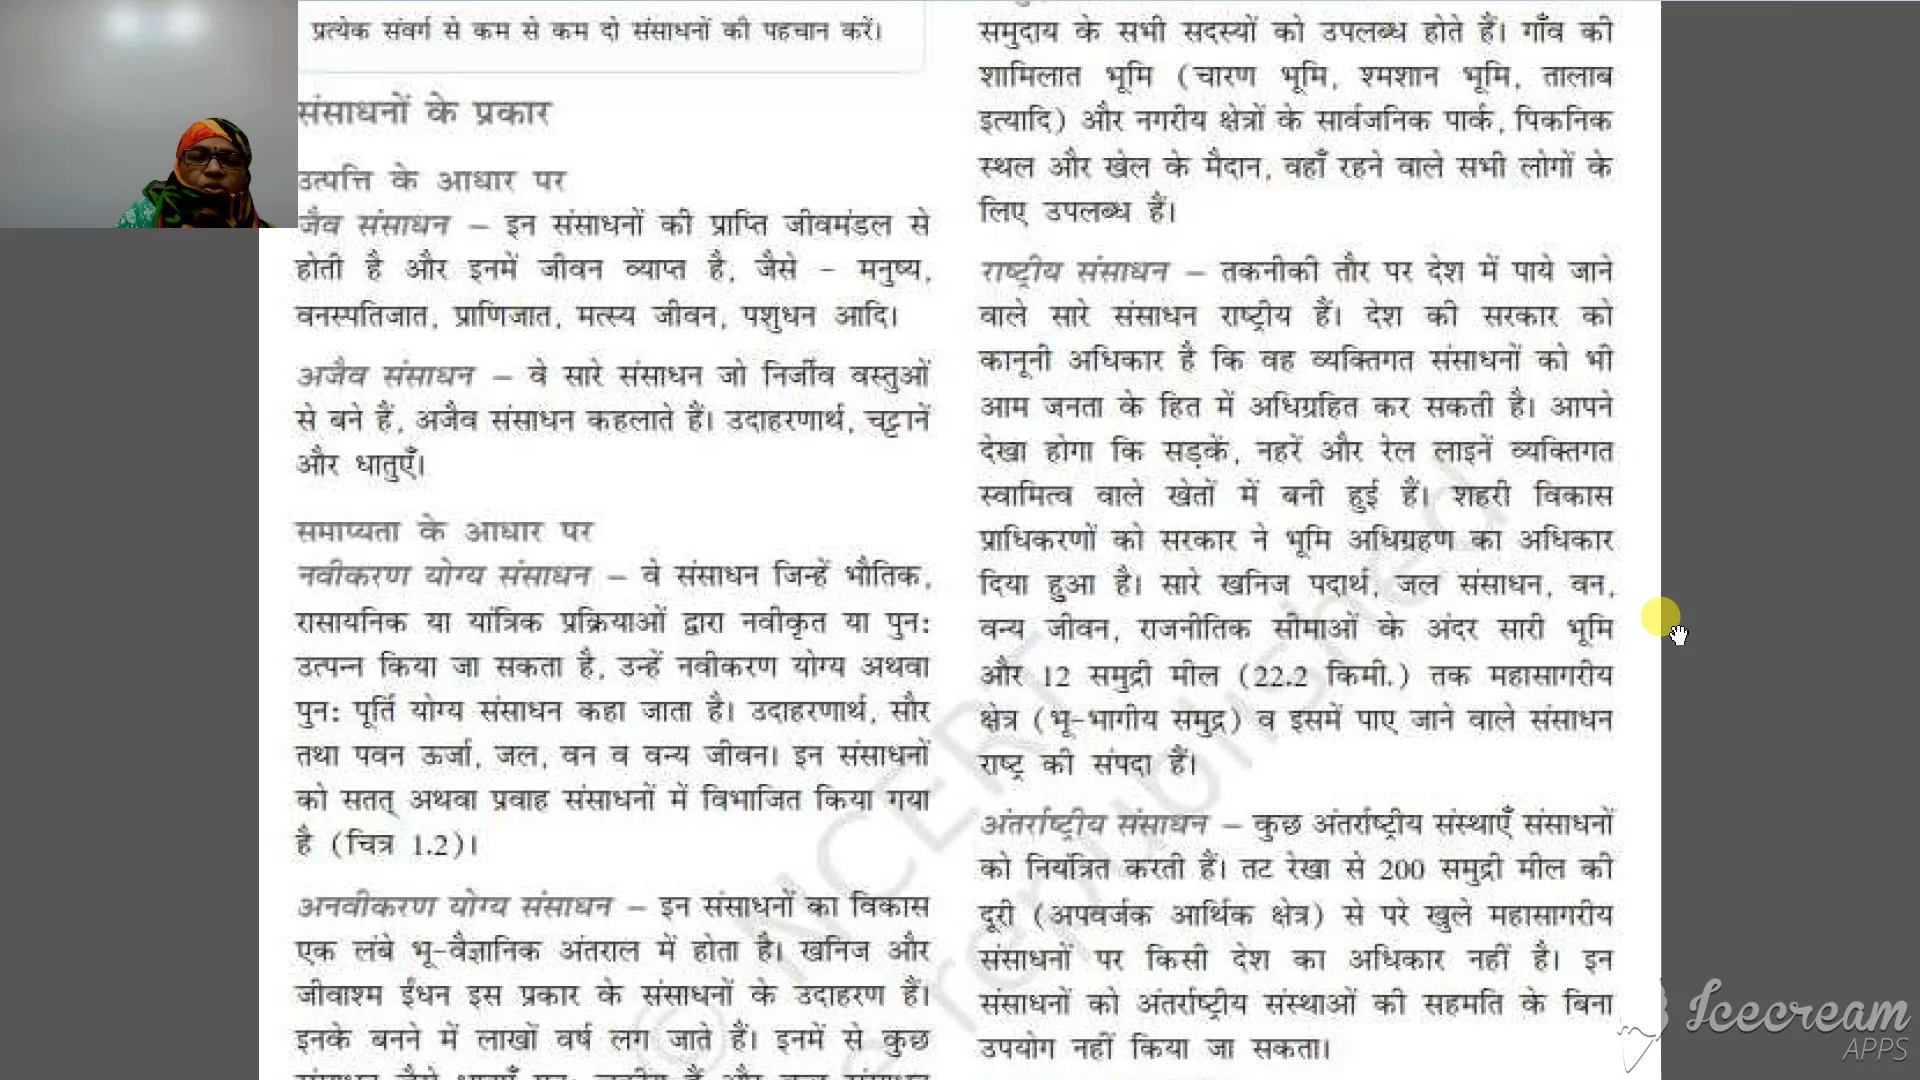 प्रत्येक संवर्ग से कम से कम दो संसाधनों की पहचान करें।
संसाधनों के प्रकार
उत्पत्ति के आधार पर
जैव संसाधन – इन संसाधनों की प्राप्ति जीवमंडल से
होती है और इनमें जीवन व्याप्त है, जैसे - मनुष्य,
वनस्पतिजात, प्राणिजात, मत्स्य जीवन, पशुधन आदि।
अजैव संसाधन – वे सारे संसाधन जो निर्जीव वस्तुओं
से बने हैं, अजैव संसाधन कहलाते हैं। उदाहरणार्थ, चट्टानें
और धातुएँ।
समाप्यता के आधार पर
नवीकरण योग्य संसाधन – वे संसाधन जिन्हें भौतिक,
रासायनिक या यांत्रिक प्रक्रियाओं द्वारा नवीकृत या पुन:
उत्पन्न किया जा सकता है, उन्हें नवीकरण योग्य अथवा
पुन: पूर्ति योग्य संसाधन कहा जाता है। उदाहरणार्थ, सौर
तथा पवन ऊर्जा, जल, वन व वन्य जीवन। इन संसाधनों
को सतत् अथवा प्रवाह संसाधनों में विभाजित किया गया
है (चित्र 1.2)।
अनवीकरण योग्य संसाधन – इन संसाधनों का विकास
एक लंबे भू-वैज्ञानिक अंतराल में होता है। खनिज और
जीवाश्म ईंधन इस प्रकार के संसाधनों के उदाहरण हैं।
इनके बनने में लाखों वर्ष लग जाते हैं। इनमें से कुछ
समुदाय के सभी सदस्यों को उपलब्ध होते हैं। गाँव की
शामिलात भूमि (चारण भूमि, श्मशान भूमि, तालाब
इत्यादि) और नगरीय क्षेत्रों के सार्वजनिक पार्क, पिकनिक
स्थल और खेल के मैदान, वहाँ रहने वाले सभी लोगों के
लिए उपलब्ध हैं।
राष्ट्रीय संसाधन – तकनीकी तौर पर देश में पाये जाने
वाले सारे संसाधन राष्ट्रीय हैं। देश की सरकार को
कानूनी अधिकार है कि वह व्यक्तिगत संसाधनों को भी
आम जनता के हित में अधिग्रहित कर सकती है। आपने
देखा होगा कि सड़कें, नहरें और रेल लाइनें व्यक्तिगत
स्वामित्व वाले खेतों में बनी हुई हैं। शहरी विकास
प्राधिकरणों को सरकार ने भूमि अधिग्रहण का अधिकार
दिया हुआ है। सारे खनिज पदार्थ, जल संसाधन, वन,
वन्य जीवन, राजनीतिक सीमाओं के अंदर सारी भूमि
और 12 समुद्री मील (22.2 किमी.) तक महासागरीय
क्षेत्र (भू-भागीय समुद्र) व इसमें पाए जाने वाले संसाधन
राष्ट्र की संपदा हैं।
अंतर्राष्ट्रीय संसाधन – कुछ अंतर्राष्ट्रीय संस्थाएँ संसाधनों
को नियंत्रित करती हैं। तट रेखा से 200 समुद्री मील की
दूरी (अपवर्जक आर्थिक क्षेत्र) से परे खुले महासागरीय
संसाधनों पर किसी देश का अधिकार नहीं है। इन
संसाधनों को अंतर्राष्ट्रीय संस्थाओं की सहमति के बिना
उपयोग नहीं किया जा सकता।
© NCERT
republished
Icecream
APPS